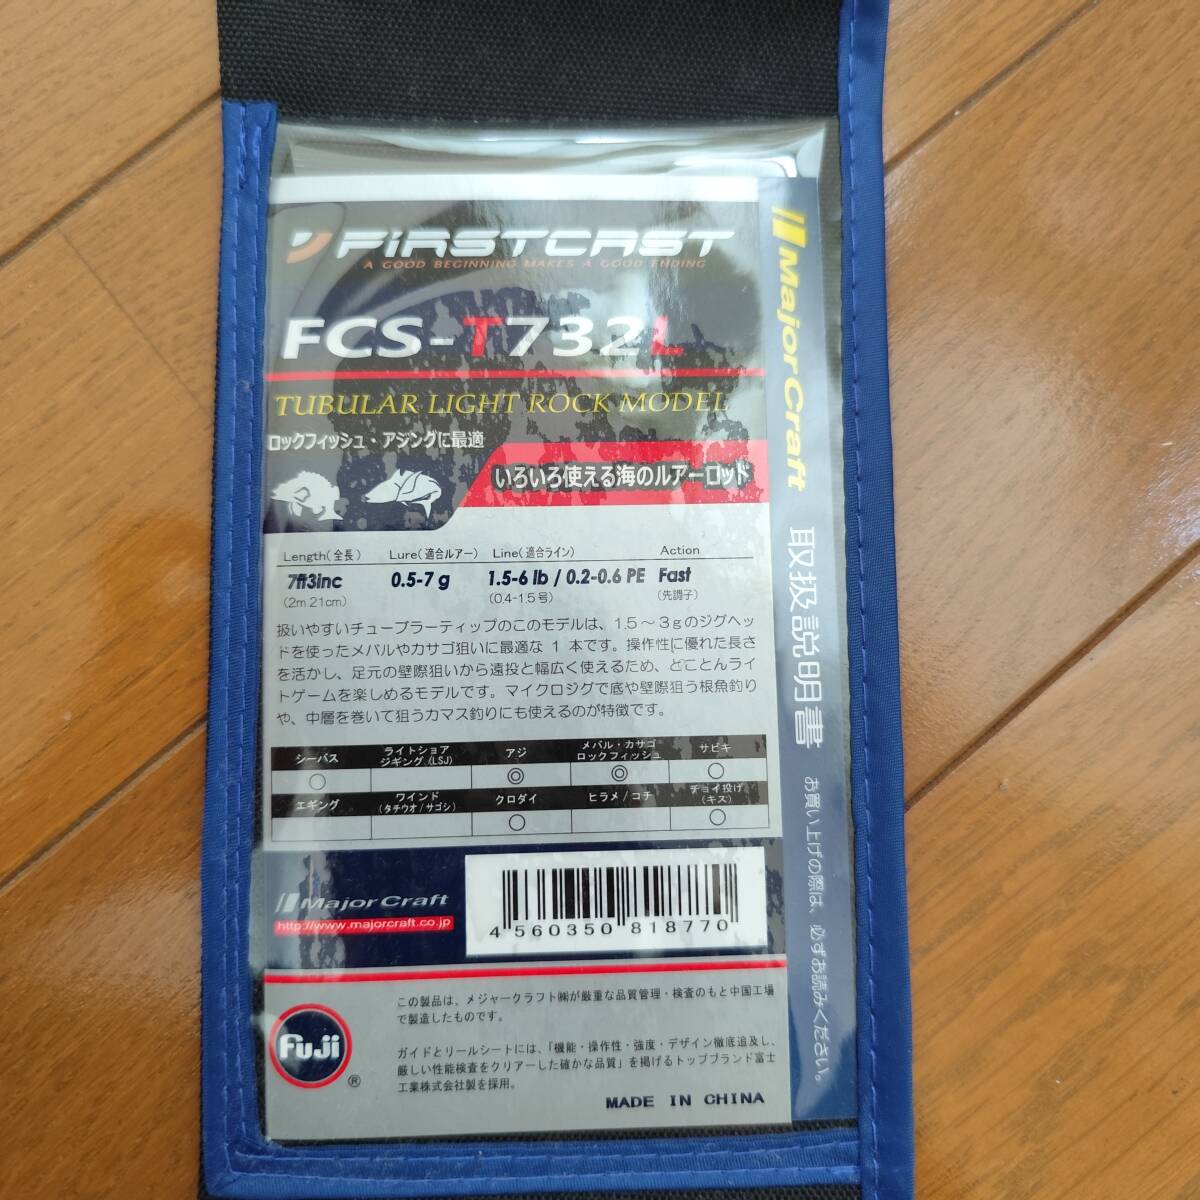 FIRSTCAST
A GOOD BEGINNING MAKES A GOOD ENDING
FCS-T732L
TUBULAR LIGHT ROCK MODEL
ロックフィッシュ・アジングに最適
いろいろ使える海のルアーロッド
Length(全長) Lure(適合ルアー) Line(適合ライン) Action
7ft3inc 0.5-7 g 1.5-6 lb / 0.2-0.6 PE Fast
(2m 21cm) (0.4-1.5号) (先調子)
扱いやすいチューブラーティップのこのモデルは、1.5～3gのジグヘッ
ドを使ったメバルやカサゴ狙いに最適な1本です。操作性に優れた長さ
を活かし、足元の壁際狙いから遠投と幅広く使えるため、どことんライ
トゲームを楽しめるモデルです。マイクロジグで底や壁際狙う根魚釣り
や、中層を巻いて狙うカマス釣りにも使えるのが特徴です。
シーバス ライトショア アジ メバル・カサゴ サビキ
ジギング(LSJ) ロックフィッシュ
○ ◎ ◎ ○
エギング ワインド クロダイ ヒラメ/コチ チョイ投げ
(タチウオ/サゴシ) (キス)
○ ○
Major Craft
http://www.majorcraft.co.jp
4 560350 818770
この製品は、メジャークラフト㈱が厳重な品質管理・検査のもと中国工場
で製造したものです。
Fuji
®
ガイドとリールシートには、「機能・操作性・強度・デザイン徹底追及し、
厳しい性能検査をクリアーした確かな品質」を掲げるトップブランド富士
工業株式会社製を採用。
MADE IN CHINA
Major Craft 取扱説明書 お買い上げの際は、必ずお読みください。